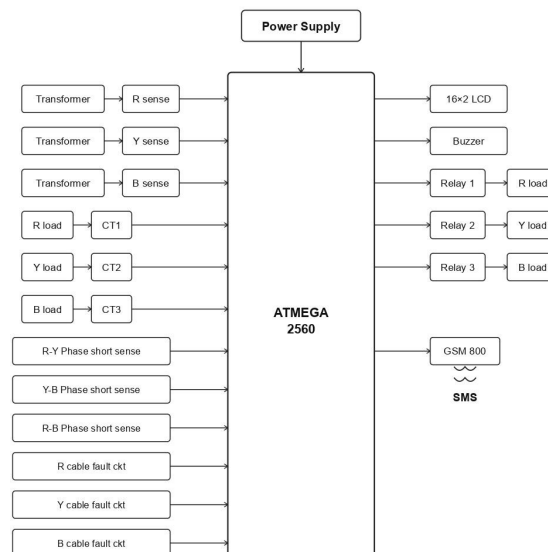 Power Supply
Transformer
R sense
16×2 LCD
Transformer
Y sense
Buzzer
Transformer
B sense
Relay 1
R load
R load
CT1
Relay 2
Y load
Y load
CT2
Relay 3
B load
B load
CT3
ATMEGA
2560
R-Y Phase short sense
GSM 800
Y-B Phase short sense
SMS
R-B Phase short sense
R cable fault ckt
Y cable fault ckt
B cable fault ckt